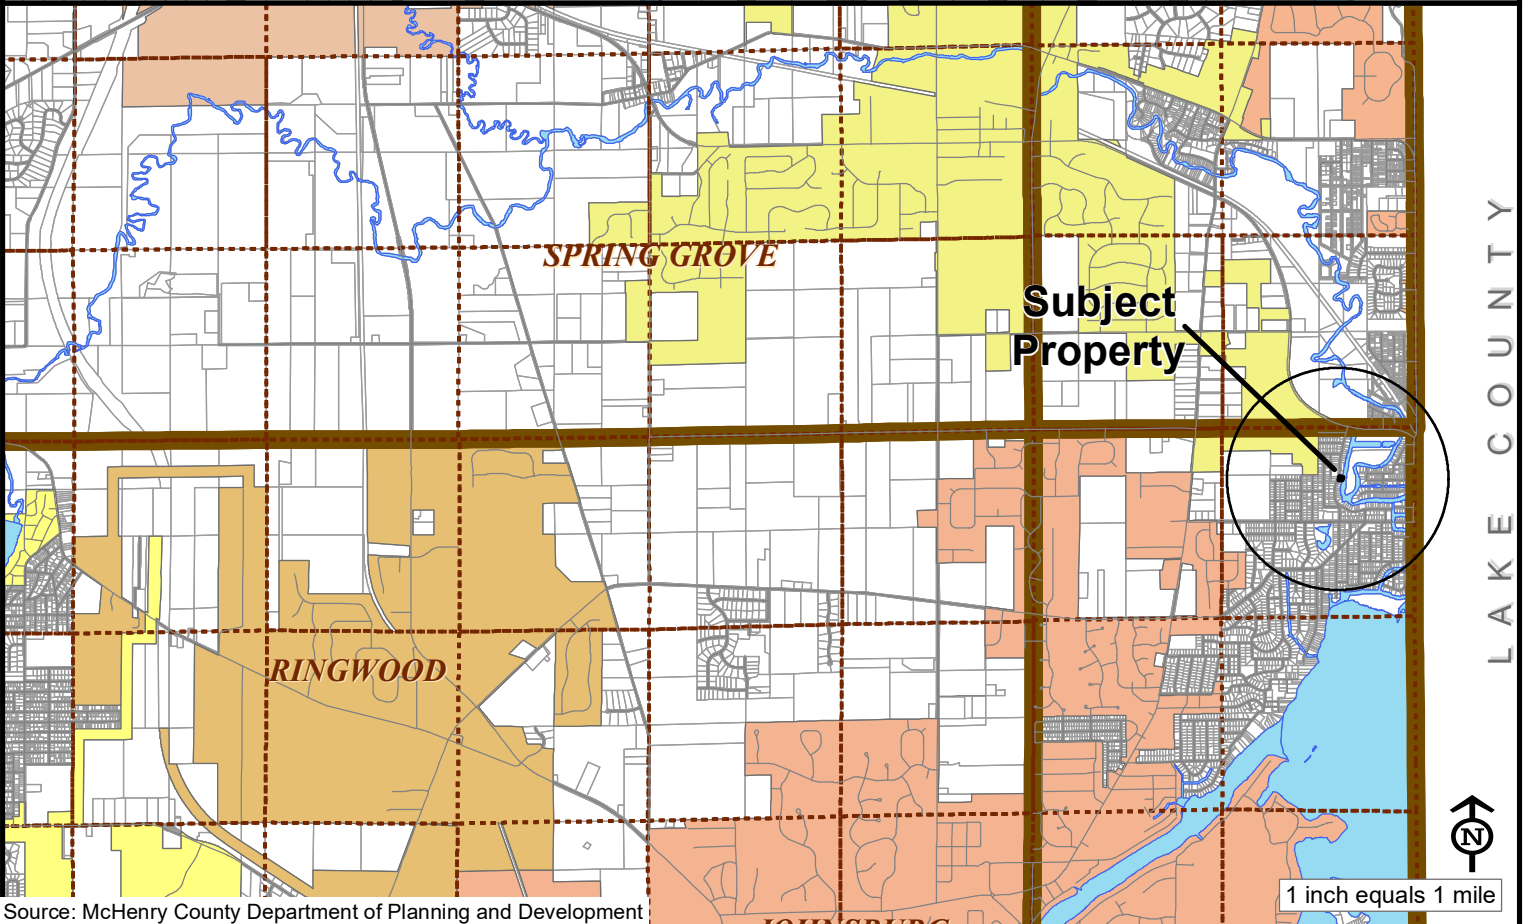 SPRING GROVE
Subject
Property
LAKE COUNTY
RINGWOOD
N
1 inch equals 1 mile
JOHNSBURG
Source: McHenry County Department of Planning and Development